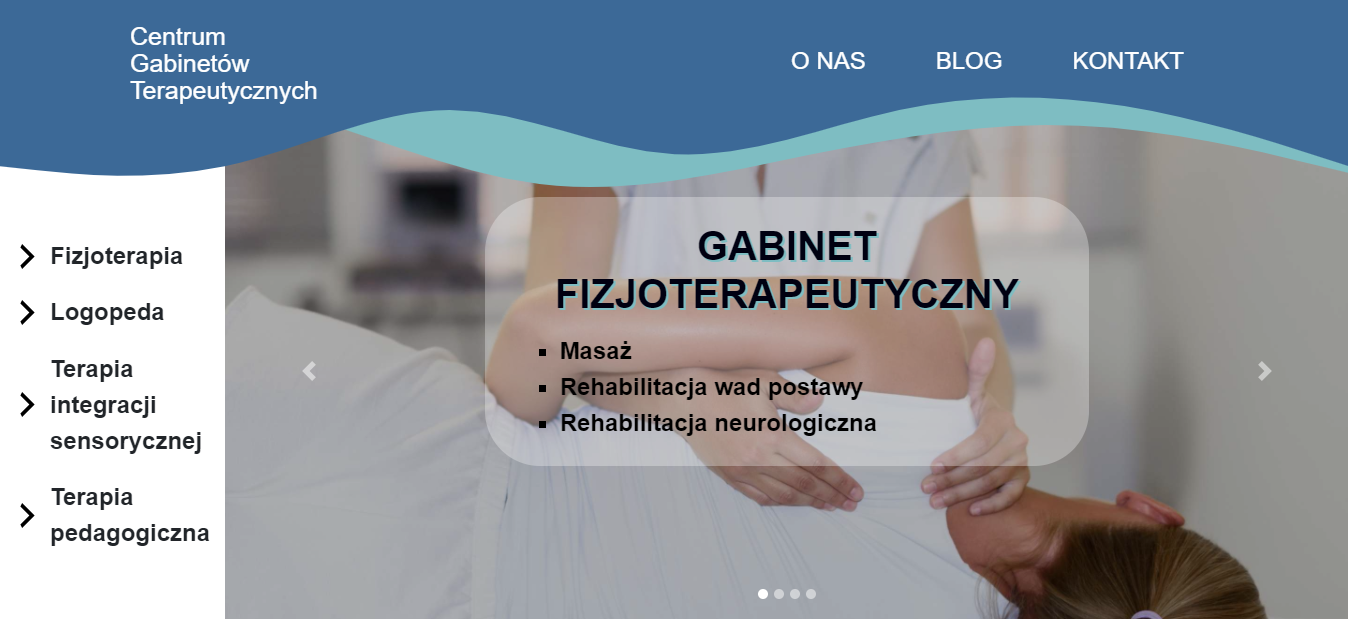 Centrum
Gabinetów
Terapeutycznych
O NAS BLOG KONTAKT
Fizjoterapia
Logopeda
Terapia
integracji
sensorycznej
Terapia
pedagogiczna
GABINET
FIZJOTERAPEUTYCZNY
Masaż
Rehabilitacja wad postawy
Rehabilitacja neurologiczna